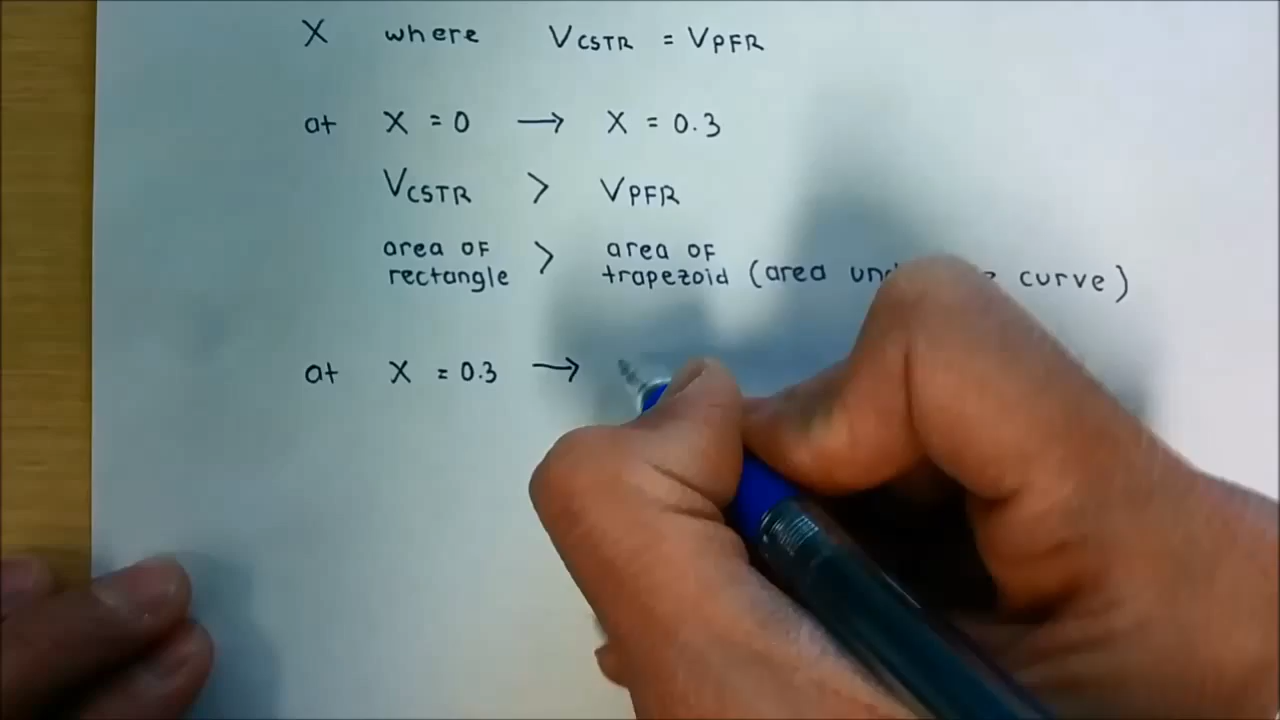 X where VCSTR = VPFR
at X = 0 → X = 0.3
VCSTR > VPFR
area of > area of
rectangle trapezoid (area curve)
at X = 0.3 →